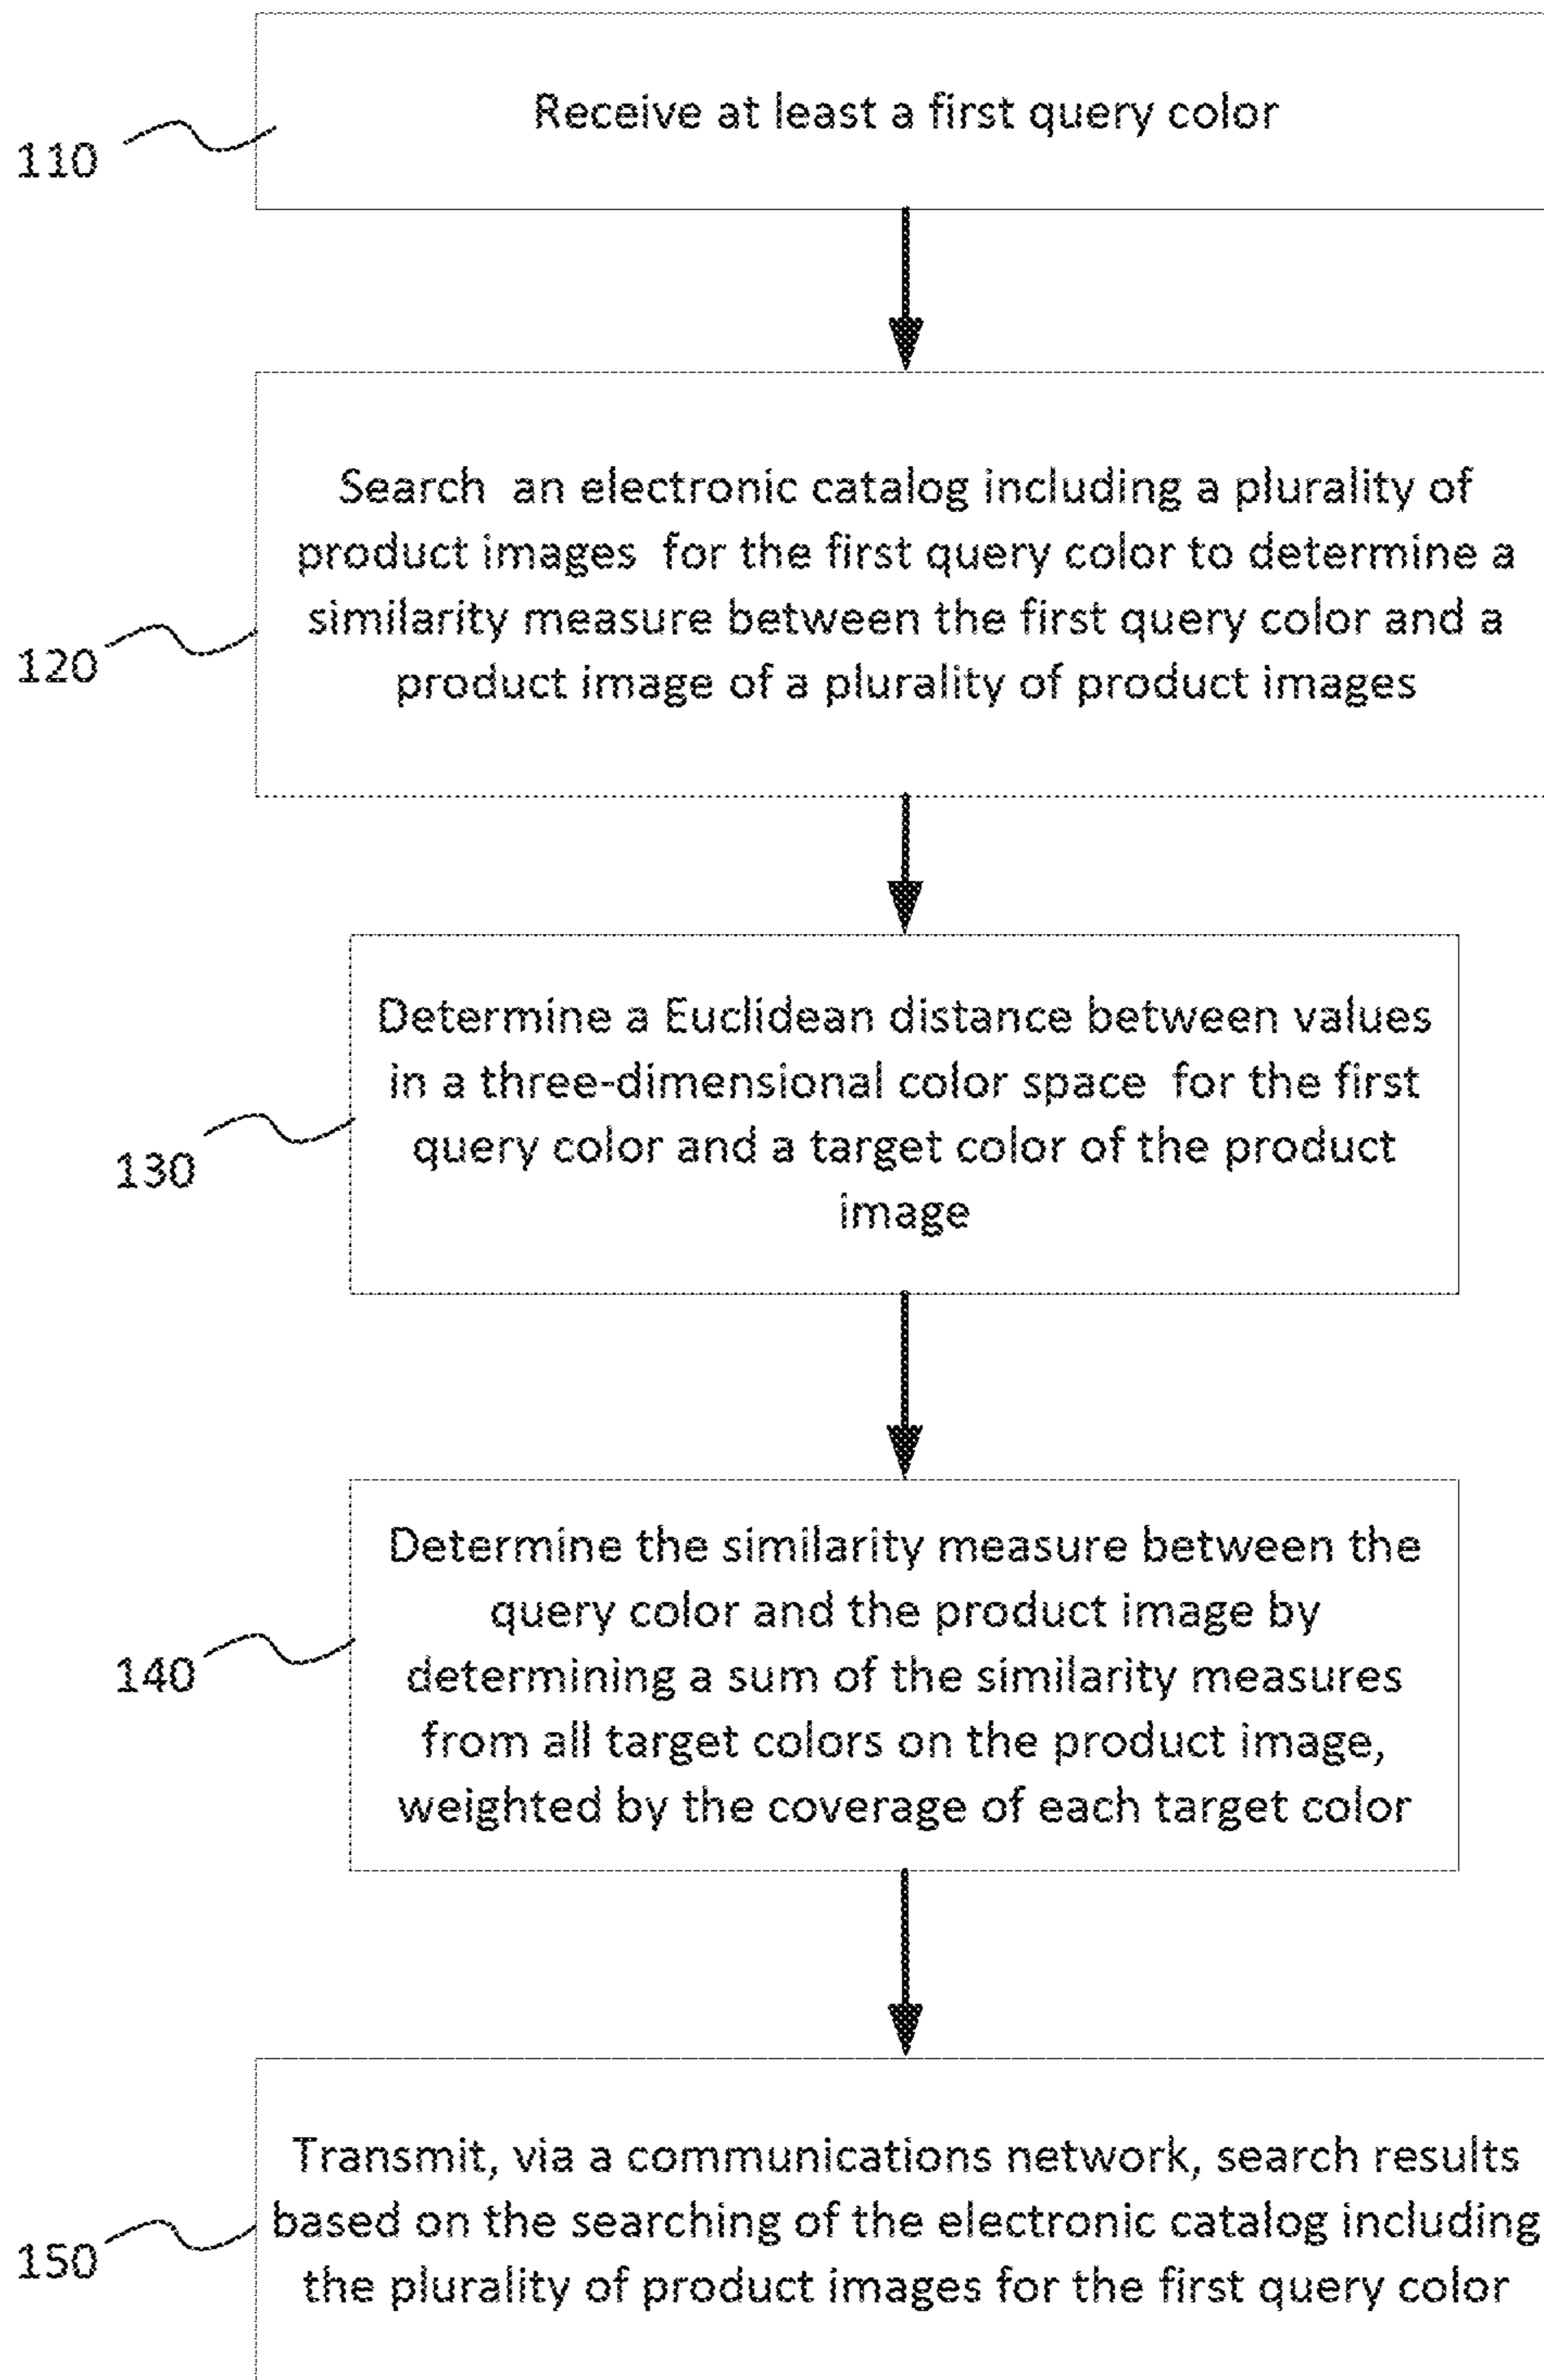 Receive at least a first query color
110
Search an electronic catalog including a plurality of
product images for the first query color to determine a
similarity measure between the first query color and a
product image of a plurality of product images
120
Determine a Euclidean distance between values
in a three-dimensional color space for the first
query color and a target color of the product
image
130
Determine the similarity measure between the
query color and the product image by
determining a sum of the similarity measures
from all target colors on the product image,
weighted by the coverage of each target color
140
Transmit, via a communications network, search results
based on the searching of the electronic catalog including
the plurality of product images for the first query color
150